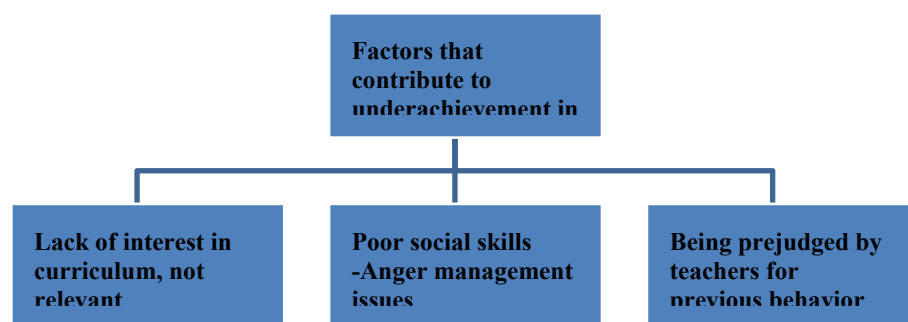 Factors that
contribute to
underachievement in
Lack of interest in
curriculum, not
relevant
Poor social skills
-Anger management
issues
Being prejudged by
teachers for
previous behavior